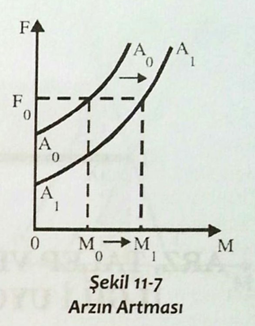 F
A₀ A₁
F₀
A₀
A₁
0 M₀ → M₁ M
Şekil 11-7
Arzın Artması